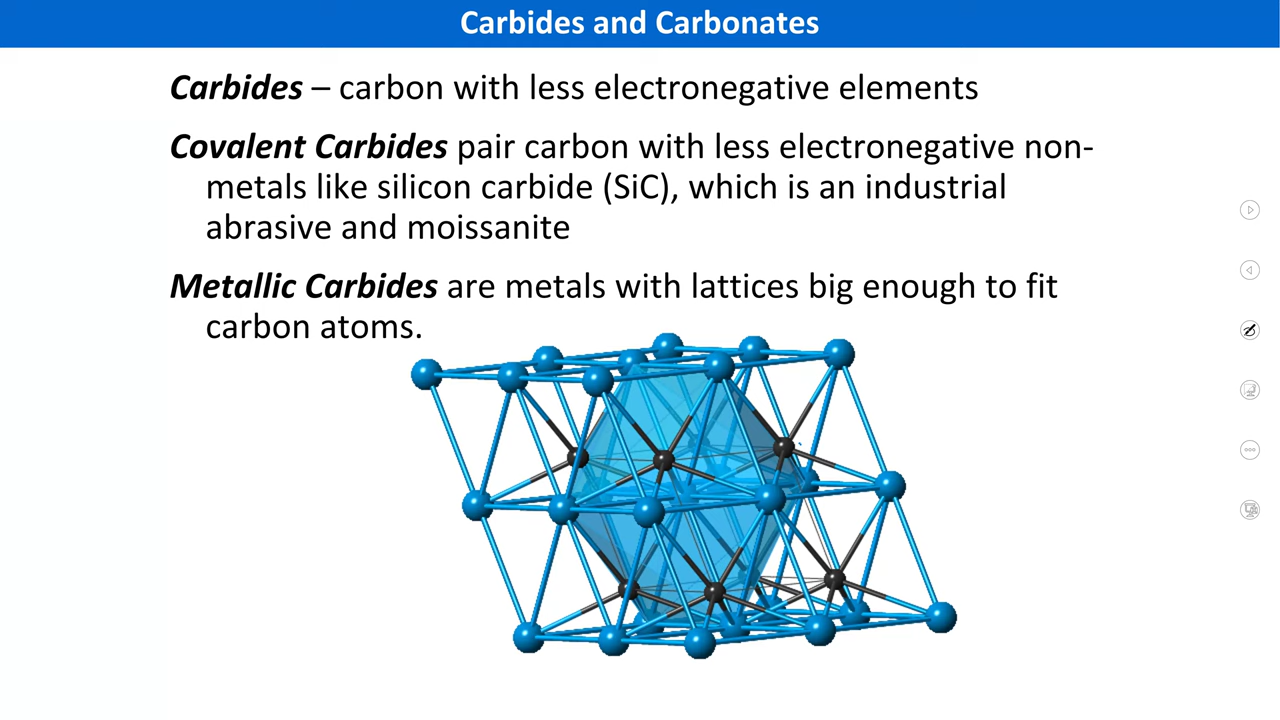 Carbides and Carbonates
Carbides – carbon with less electronegative elements
Covalent Carbides pair carbon with less electronegative non-
metals like silicon carbide (SiC), which is an industrial
abrasive and moissanite
Metallic Carbides are metals with lattices big enough to fit
carbon atoms.